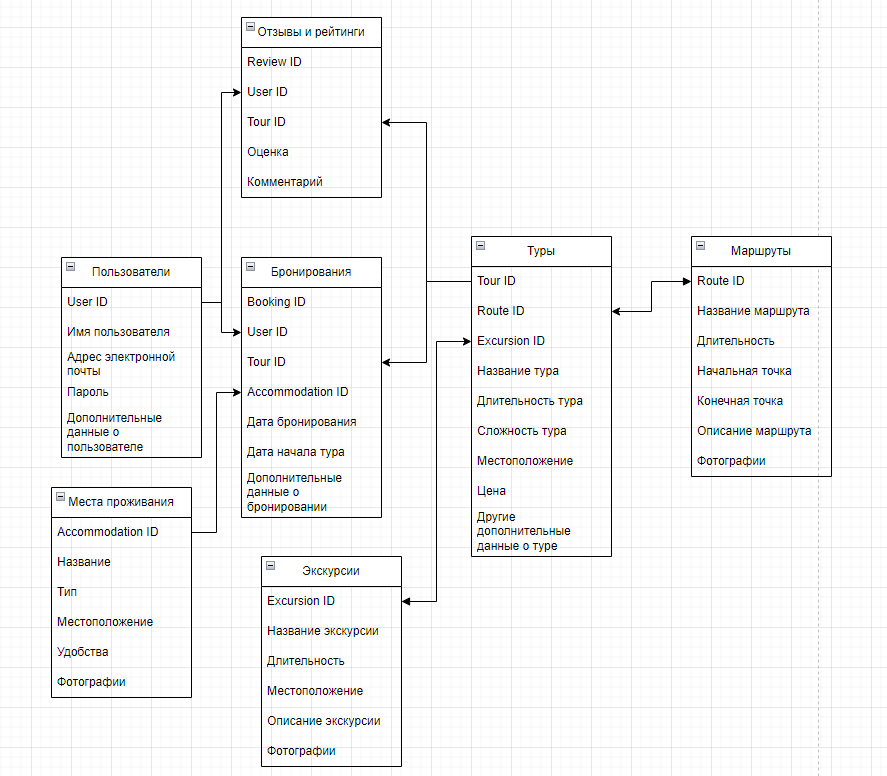 Отзывы и рейтинги
Review ID
User ID
Tour ID
Оценка
Комментарий
Пользователи
User ID
Имя пользователя
Адрес электронной
почты
Пароль
Дополнительные
данные о
пользователе
Бронирования
Booking ID
User ID
Tour ID
Accommodation ID
Дата бронирования
Дата начала тура
Дополнительные
данные о
бронировании
Туры
Tour ID
Route ID
Excursion ID
Название тура
Длительность тура
Сложность тура
Местоположение
Цена
Другие
дополнительные
данные о туре
Маршруты
Route ID
Название маршрута
Длительность
Начальная точка
Конечная точка
Описание маршрута
Фотографии
Места проживания
Accommodation ID
Название
Тип
Местоположение
Удобства
Фотографии
Экскурсии
Excursion ID
Название экскурсии
Длительность
Местоположение
Описание экскурсии
Фотографии